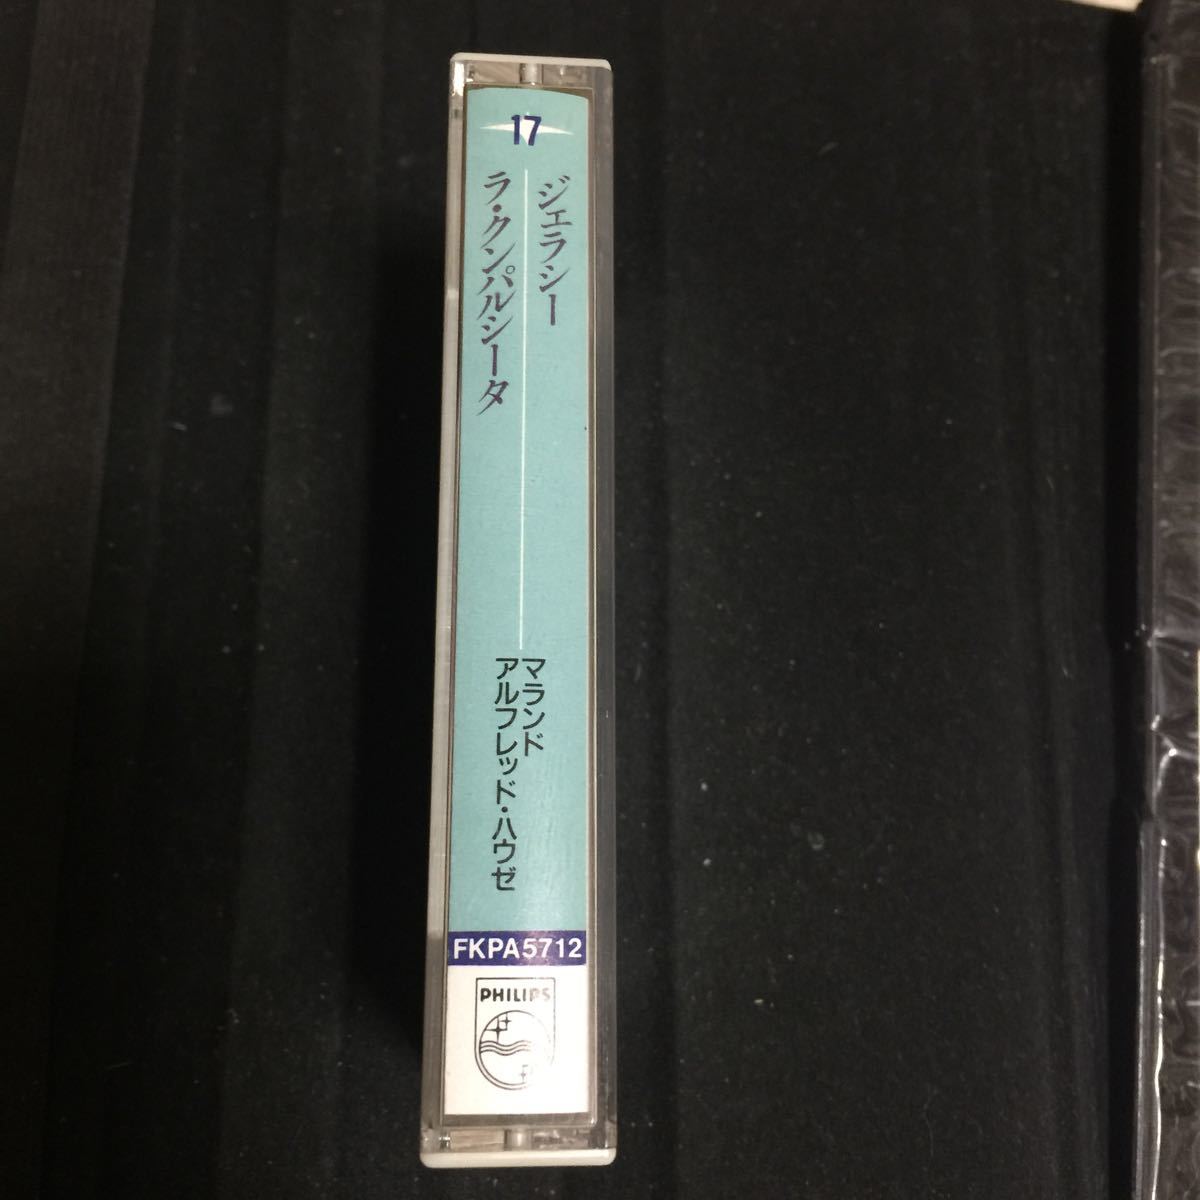 17
ジェラシー
ラ・クンパルシータ
マランド
アルフレッド・ハウゼ
FKPA5712
PHILIPS